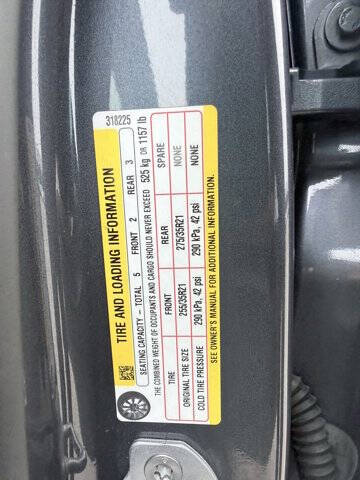 318225
TIRE AND LOADING INFORMATION
SEATING CAPACITY – TOTAL 5 FRONT 2 REAR 3
THE COMBINED WEIGHT OF OCCUPANTS AND CARGO SHOULD NEVER EXCEED 525 kg OR 1157 lb
TIRE FRONT REAR SPARE
ORIGINAL TIRE SIZE 255/35R21 275/35R21 NONE
COLD TIRE PRESSURE 290 kPa, 42 psi 290 kPa, 42 psi NONE
SEE OWNER'S MANUAL FOR ADDITIONAL INFORMATION